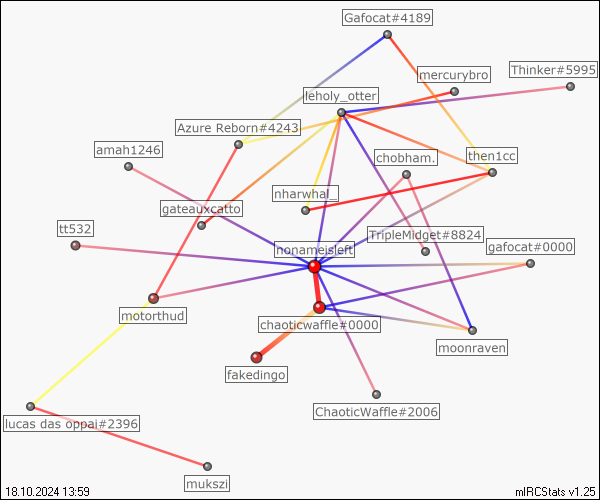 Gafocat#4189
Thinker#5995
mercurybro
leholy_otter
Azure Reborn#4243
amah1246
chobham.
then1cc
nharwhal_
gateauxcatto
tt532
TripleMidget#8824
nonameisleft
gafocat#0000
motorthud
chaoticwaffle#0000
moonraven
fakedingo
ChaoticWaffle#2006
lucas das oppai#2396
mukszi
18.10.2024 13:59
mIRCStats v1.25